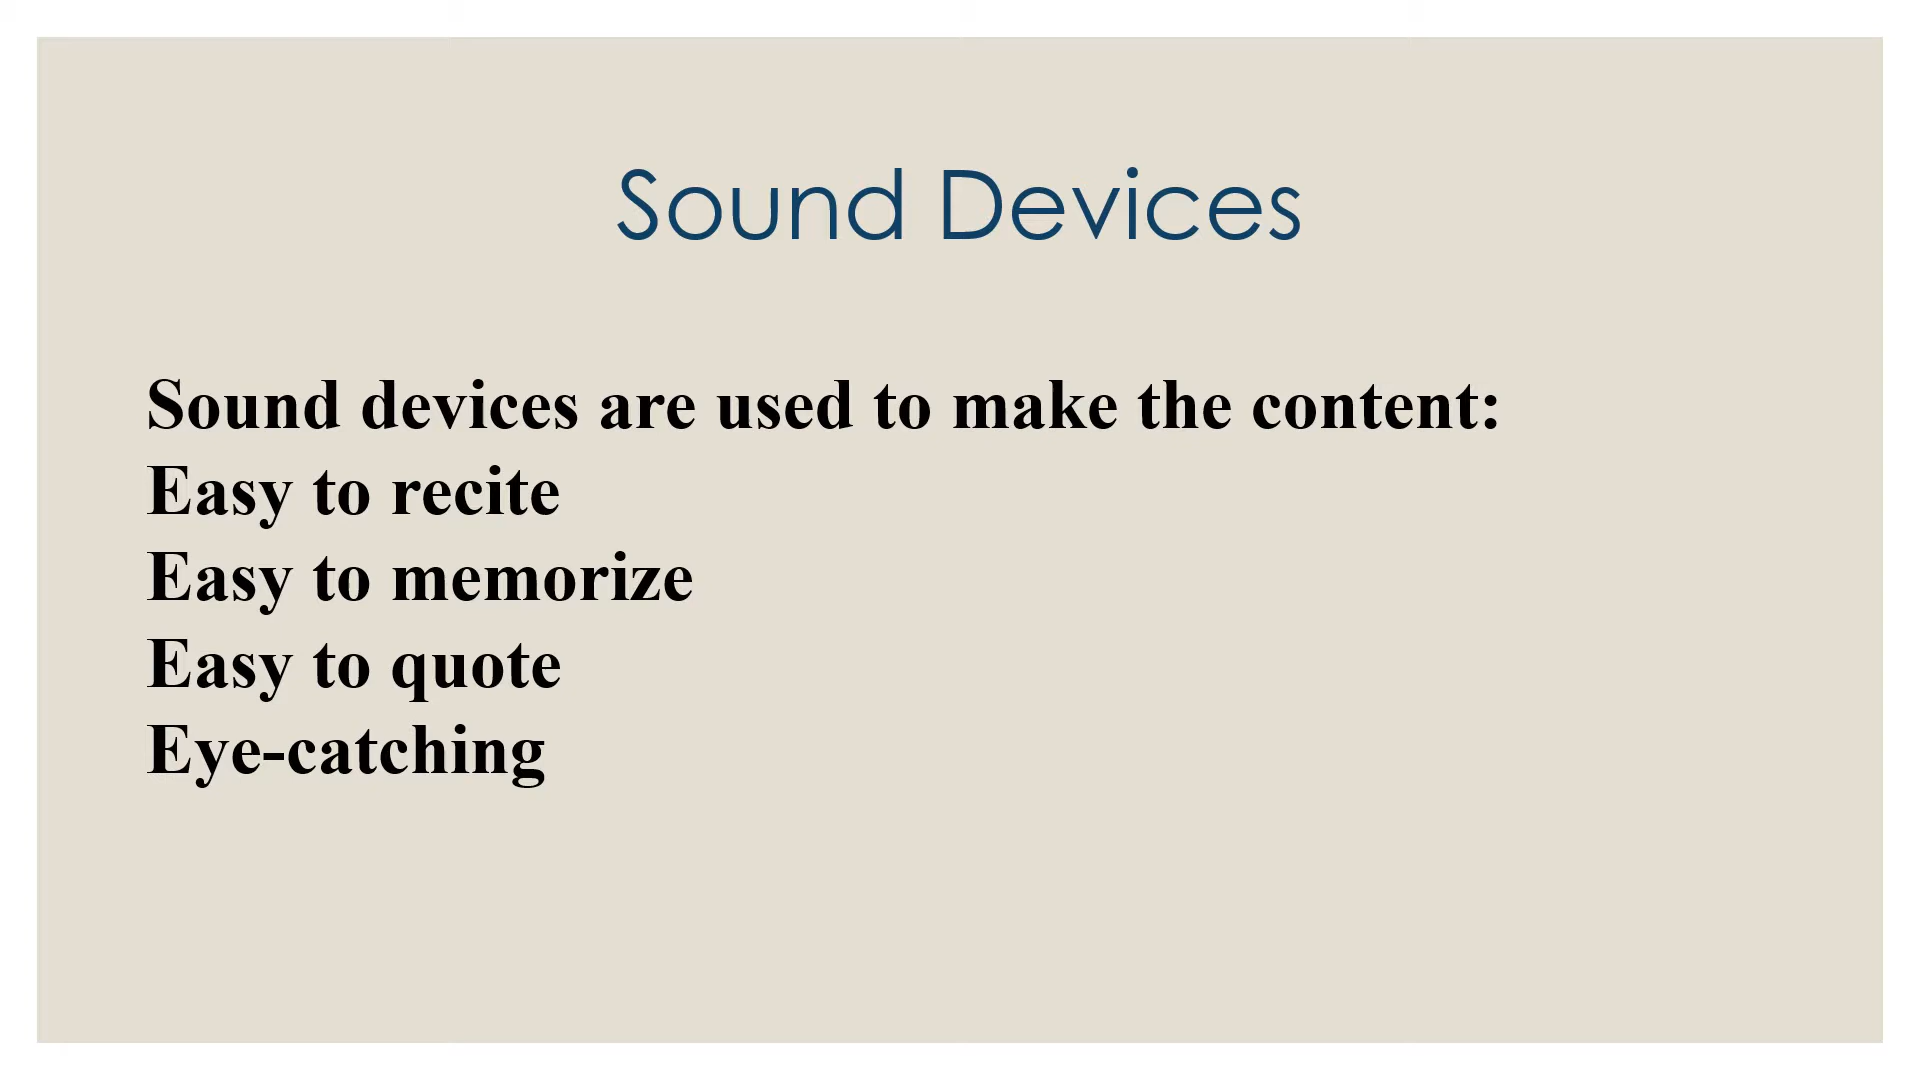 Sound Devices
Sound devices are used to make the content:
Easy to recite
Easy to memorize
Easy to quote
Eye-catching